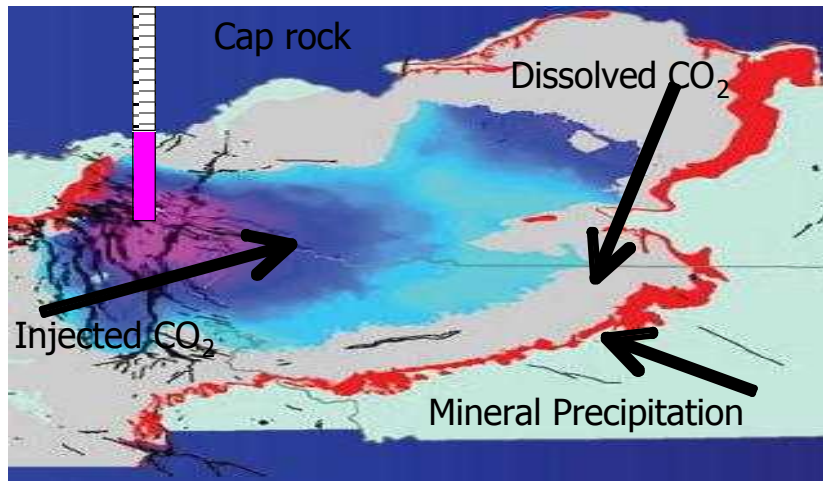 Cap rock
Dissolved CO₂
Injected CO₂
Mineral Precipitation